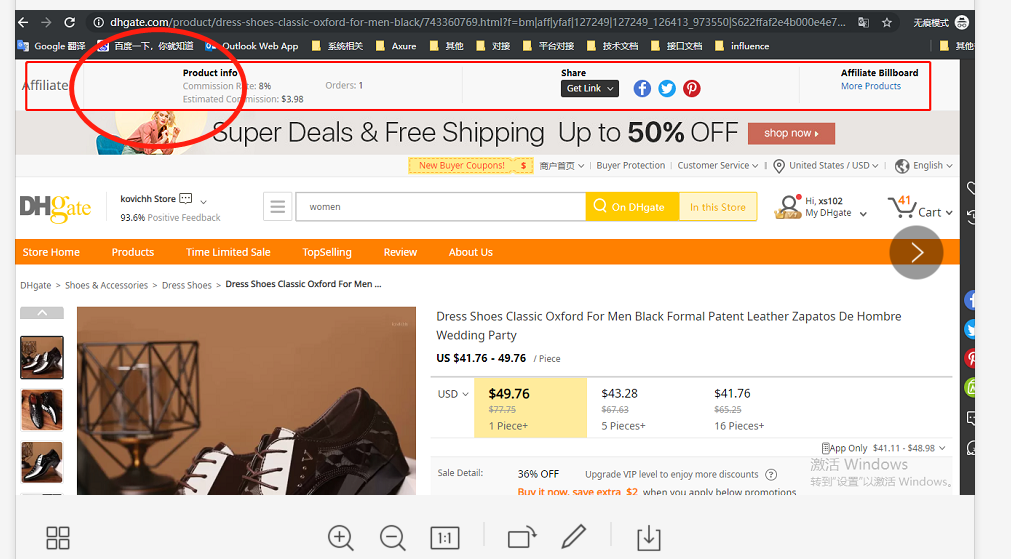 dhgate.com/product/dress-shoes-classic-oxford-for-men-black/743360769.html?f=bm|aff|yfaf|127249|127249_126413_973550|S622ffaf2e4b000e4e7... 无痕模式
Google 翻译 百度一下，你就知道 Outlook Web App 系统相关 Axure 其他 对接 平台对接 技术文档 接口文档 influence 其他
Affiliate
Product info
Commission Rate: 8%
Estimated Commission: $3.98
Orders: 1
Share
Get Link
Affiliate Billboard
More Products
Super Deals & Free Shipping Up to 50% OFF shop now
New Buyer Coupons! $ 商户首页 Buyer Protection Customer Service United States / USD English
DHgate
kovichh Store
93.6% Positive Feedback
women
On DHgate
In this Store
Hi, xs102
My DHgate
41
Cart
Store Home Products Time Limited Sale TopSelling Review About Us
DHgate > Shoes & Accessories > Dress Shoes > Dress Shoes Classic Oxford For Men ...
Dress Shoes Classic Oxford For Men Black Formal Patent Leather Zapatos De Hombre
Wedding Party
US $41.76 - 49.76 / Piece
USD $49.76 $43.28 $41.76
$77.75 $67.63 $65.25
1 Piece+ 5 Pieces+ 16 Pieces+
App Only $41.11 - $48.98
激活 Windows
转到"设置"以激活 Windows。
Sale Detail: 36% OFF Upgrade VIP level to enjoy more discounts ?
Buy it now, save extra $2 when you apply below promotions
1:1